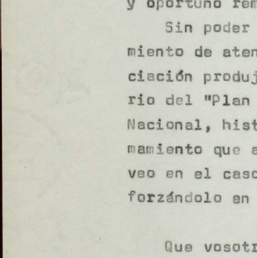 y oportuno rem
Sin poder
miento de aten
ciación produj
rio del "Plan
Nacional, hist
mamiento que a
veo en el caso
forzándolo en
Que vosotr